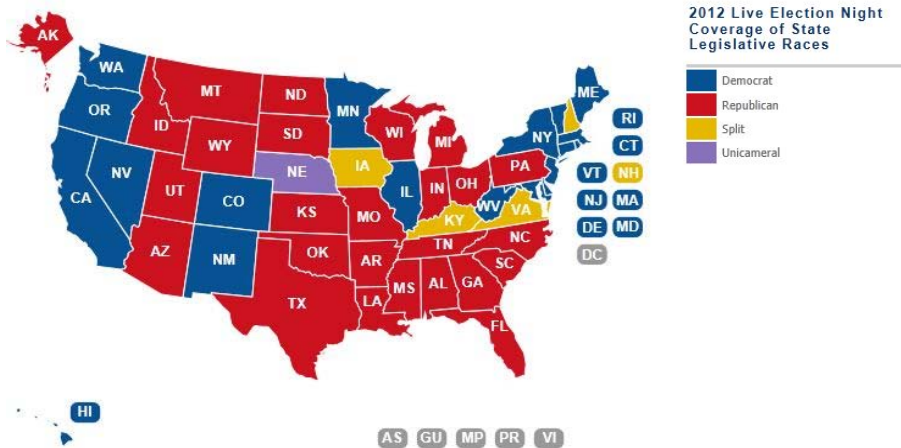 2012 Live Election Night
Coverage of State
Legislative Races
Democrat
Republican
Split
Unicameral
AK
WA
OR
CA
NV
ID
MT
WY
UT
AZ
CO
NM
ND
SD
NE
KS
OK
TX
MN
IA
MO
AR
LA
WI
IL
MI
IN
OH
KY
TN
MS
AL
GA
FL
SC
NC
VA
WV
PA
NY
ME
RI
CT
VT
NH
NJ
MA
DE
MD
DC
HI
AS
GU
MP
PR
VI